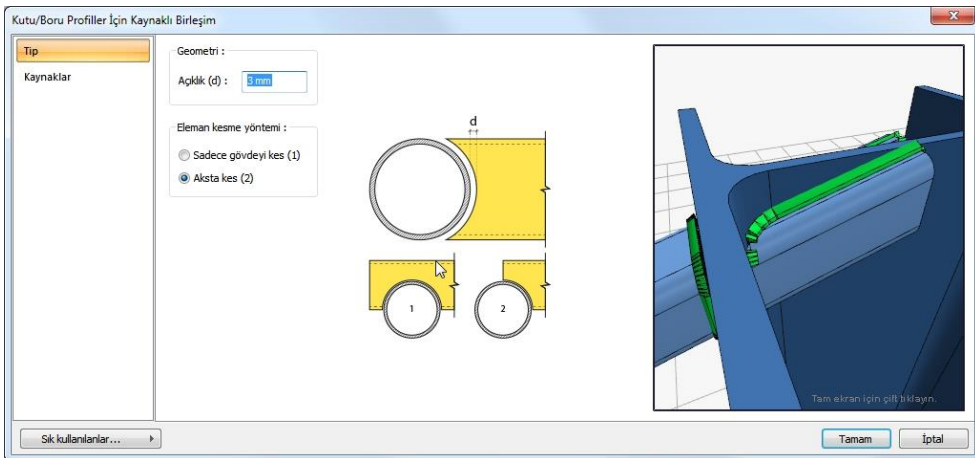 Kutu/Boru Profiller İçin Kaynaklı Birleşim
Tip
Kaynaklar
Geometri :
Açıklık (d) :
3 mm
Eleman kesme yöntemi :
Sadece gövdeyi kes (1)
Aksta kes (2)
d
1
2
Tam ekran için çift tıklayın.
Sık kullanılanlar...
Tamam
İptal